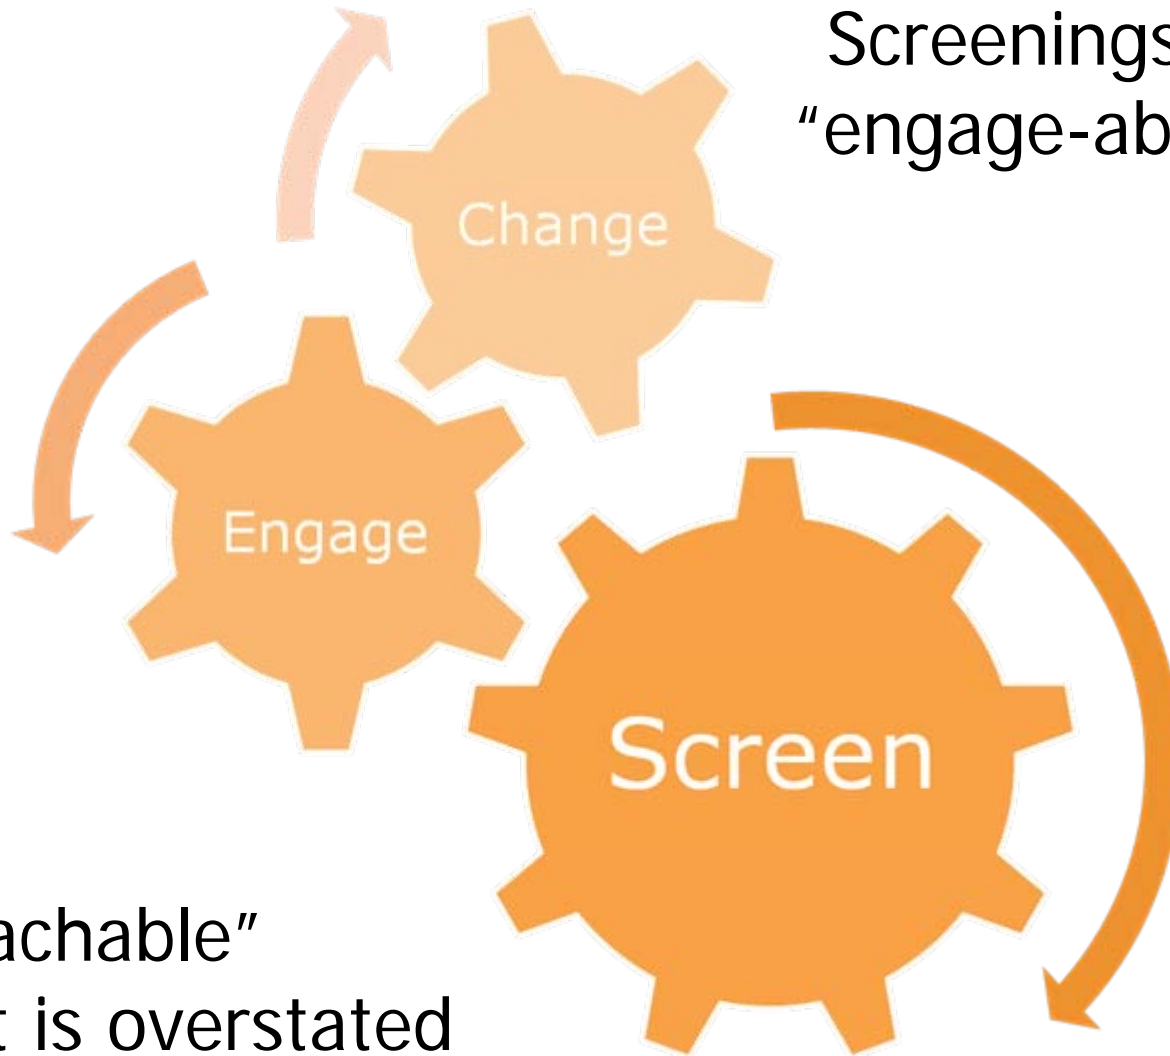 Screenings
“engage-ab
Change
Engage
Screen
achable”
t is overstated